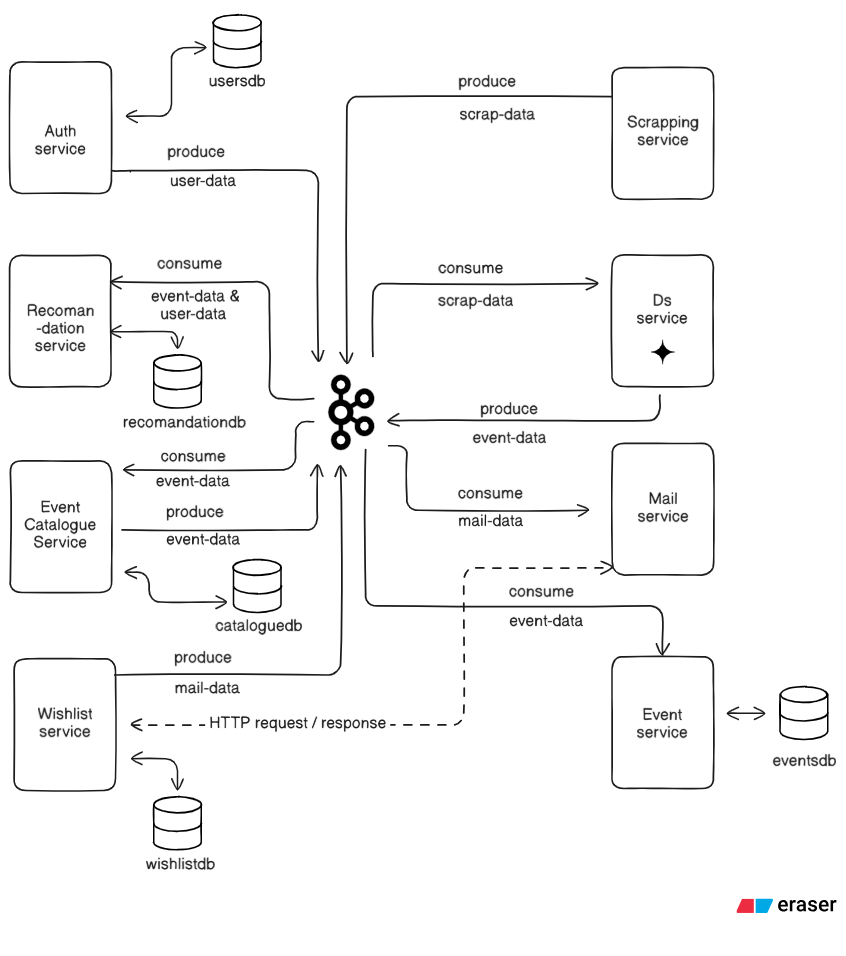 usersdb
Auth
service
produce
user-data
produce
scrap-data
Scrapping
service
consume
event-data &
user-data
Recoman
-dation
service
recomandationdb
consume
scrap-data
Ds
service
produce
event-data
consume
event-data
produce
event-data
Event
Catalogue
Service
cataloguedb
consume
mail-data
Mail
service
consume
event-data
produce
mail-data
Wishlist
service
HTTP request / response
wishlistdb
Event
service
eventsdb
eraser